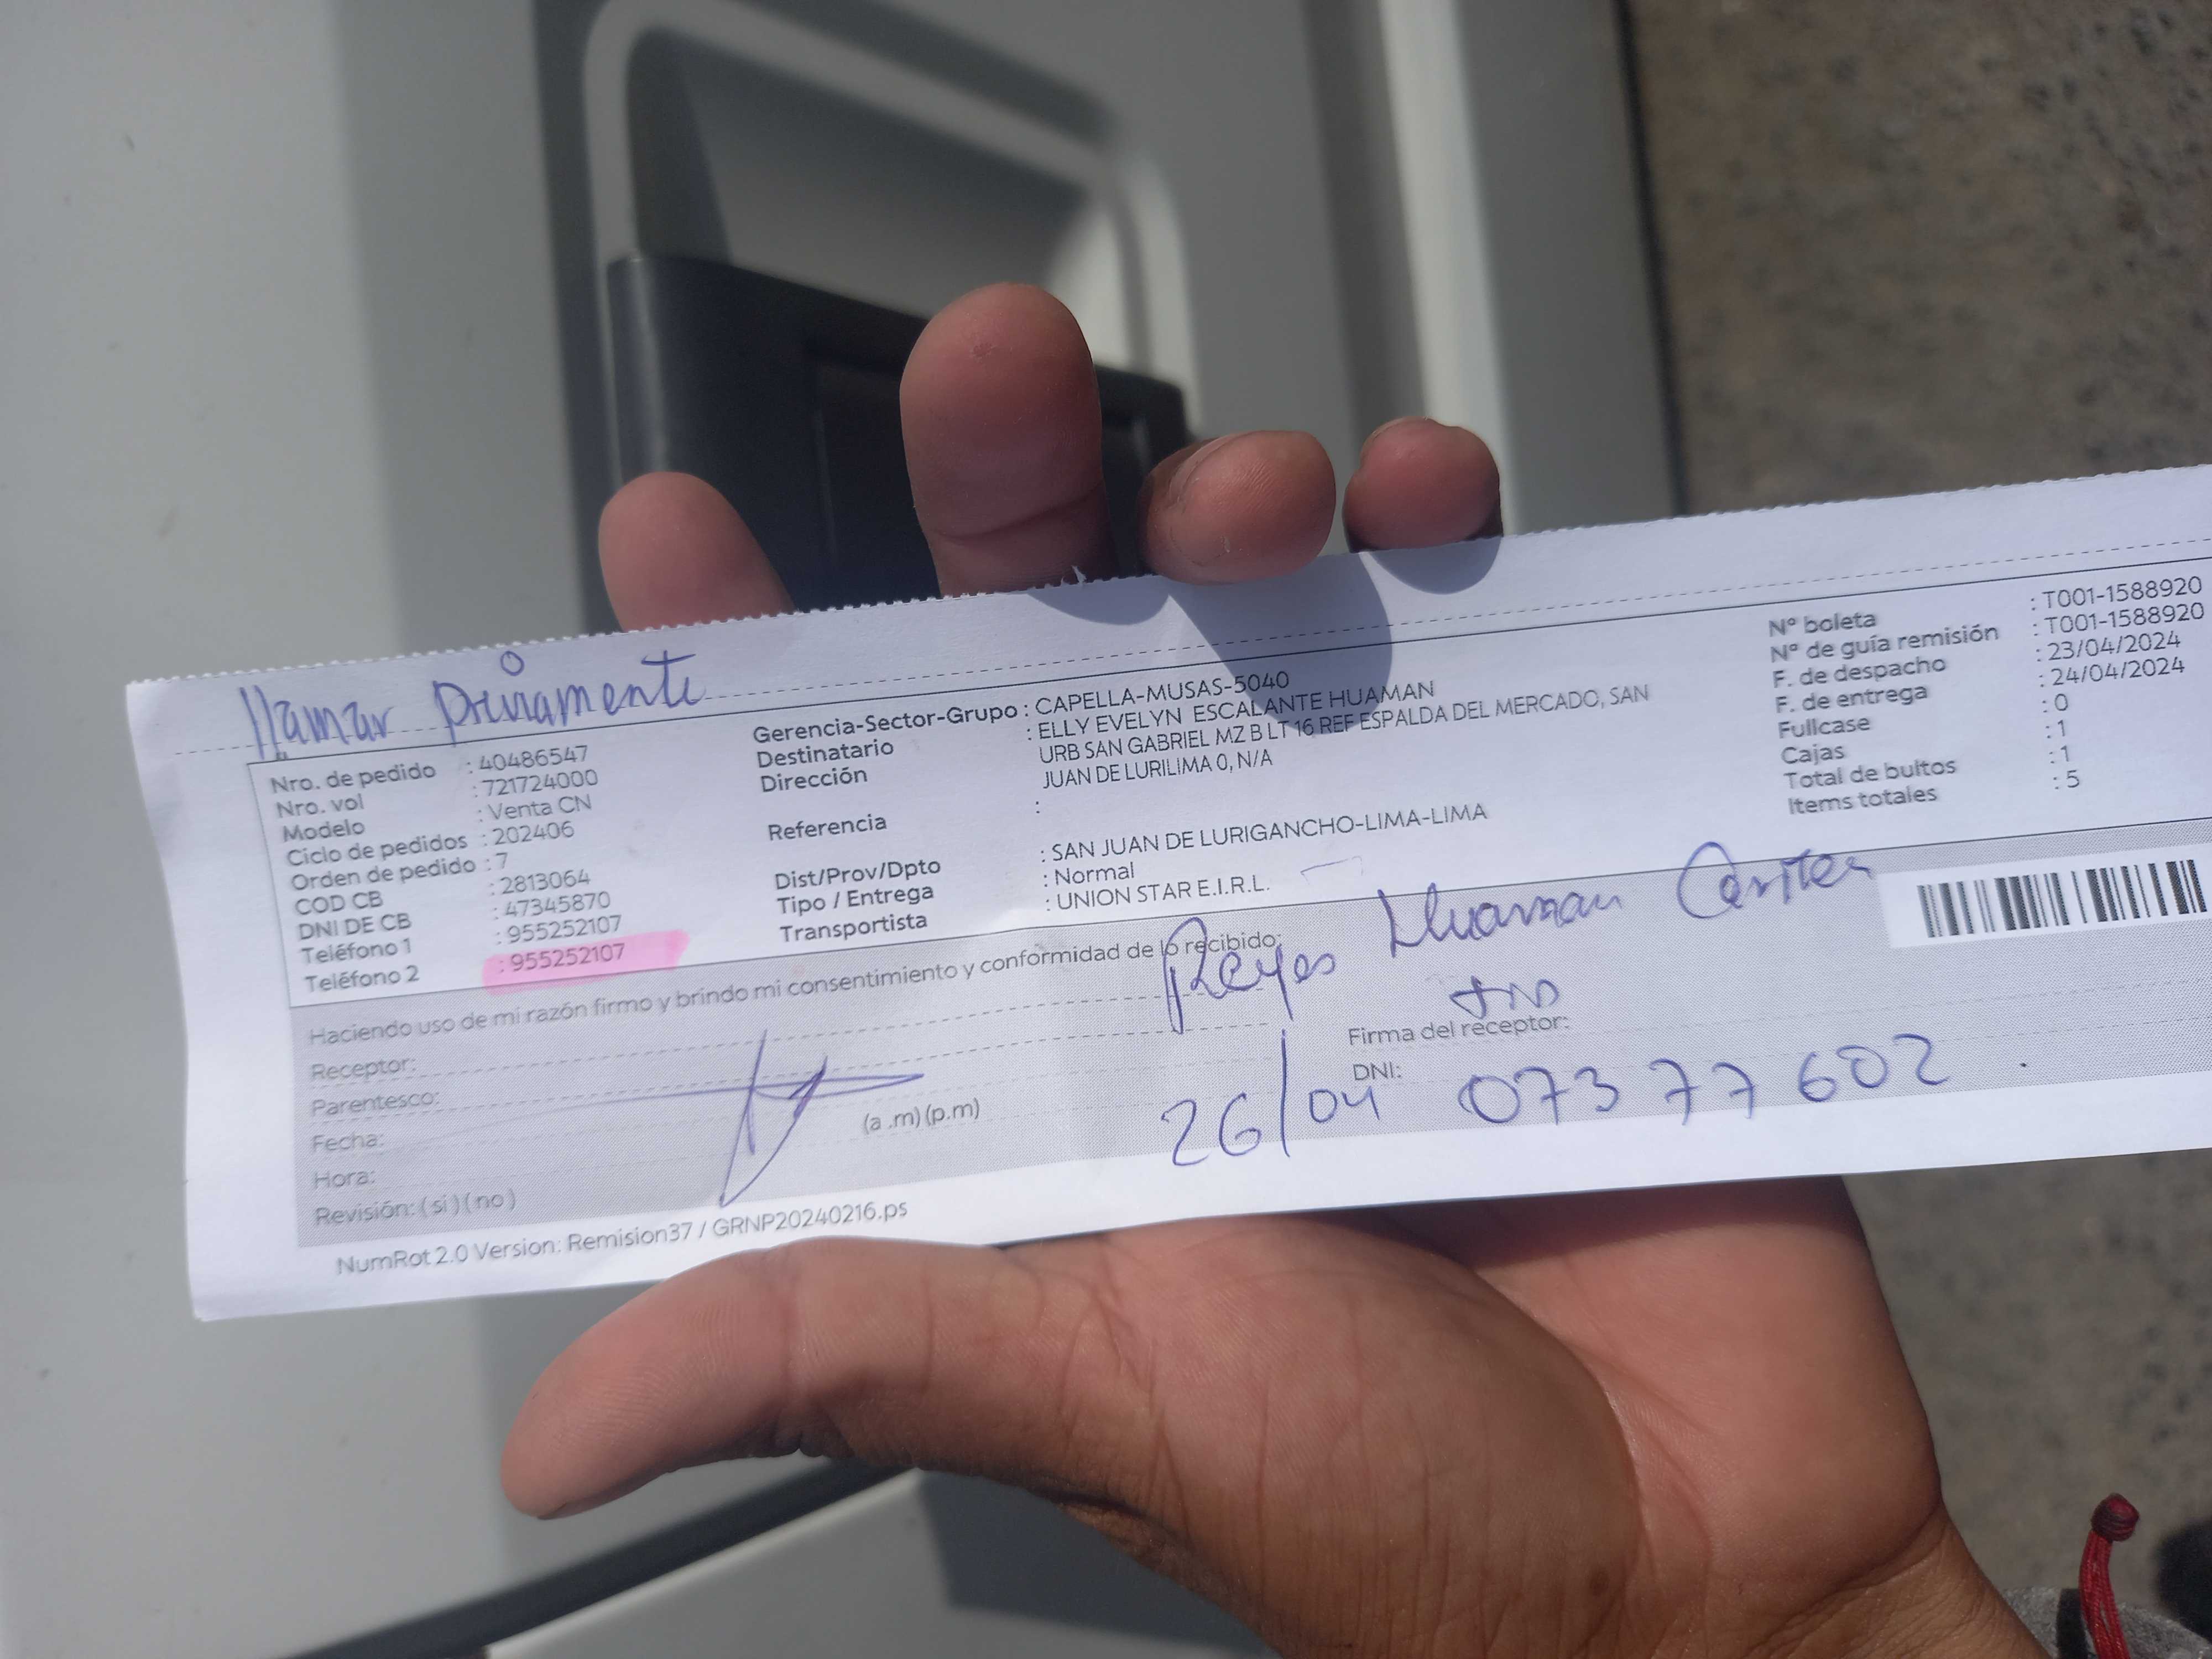 llamar primamente
Nro. de pedido : 40486547
Nro. vol : 721724000
Modelo : Venta CN
Ciclo de pedidos : 202406
Orden de pedido : 7
COD CB : 2813064
DNI DE CB : 47345870
Teléfono 1 : 955252107
Teléfono 2 : 955252107
Gerencia-Sector-Grupo : CAPELLA-MUSAS-5040
Destinatario : ELLY EVELYN ESCALANTE HUAMAN
Dirección URB SAN GABRIEL MZ B LT 16 REF ESPALDA DEL MERCADO, SAN
JUAN DE LURILIMA 0, N/A
Referencia :
Dist/Prov/Dpto : SAN JUAN DE LURIGANCHO-LIMA-LIMA
Tipo / Entrega : Normal
Transportista : UNION STAR E.I.R.L.
Nº boleta : T001-1588920
Nº de guía remisión : T001-1588920
F. de despacho : 23/04/2024
F. de entrega : 24/04/2024
Fullcase : 0
Cajas : 1
Total de bultos : 1
Items totales : 5
Haciendo uso de mi razón firmo y brindo mi consentimiento y conformidad de lo recibido:
Reyes Huaman
Receptor:
Parentesco:
Fecha:
Hora: (a .m) (p.m)
Revisión: ( si ) ( no )
Firma del receptor:
DNI: 07377602
26/04
NumRot 2.0 Version: Remision37 / GRNP20240216.ps